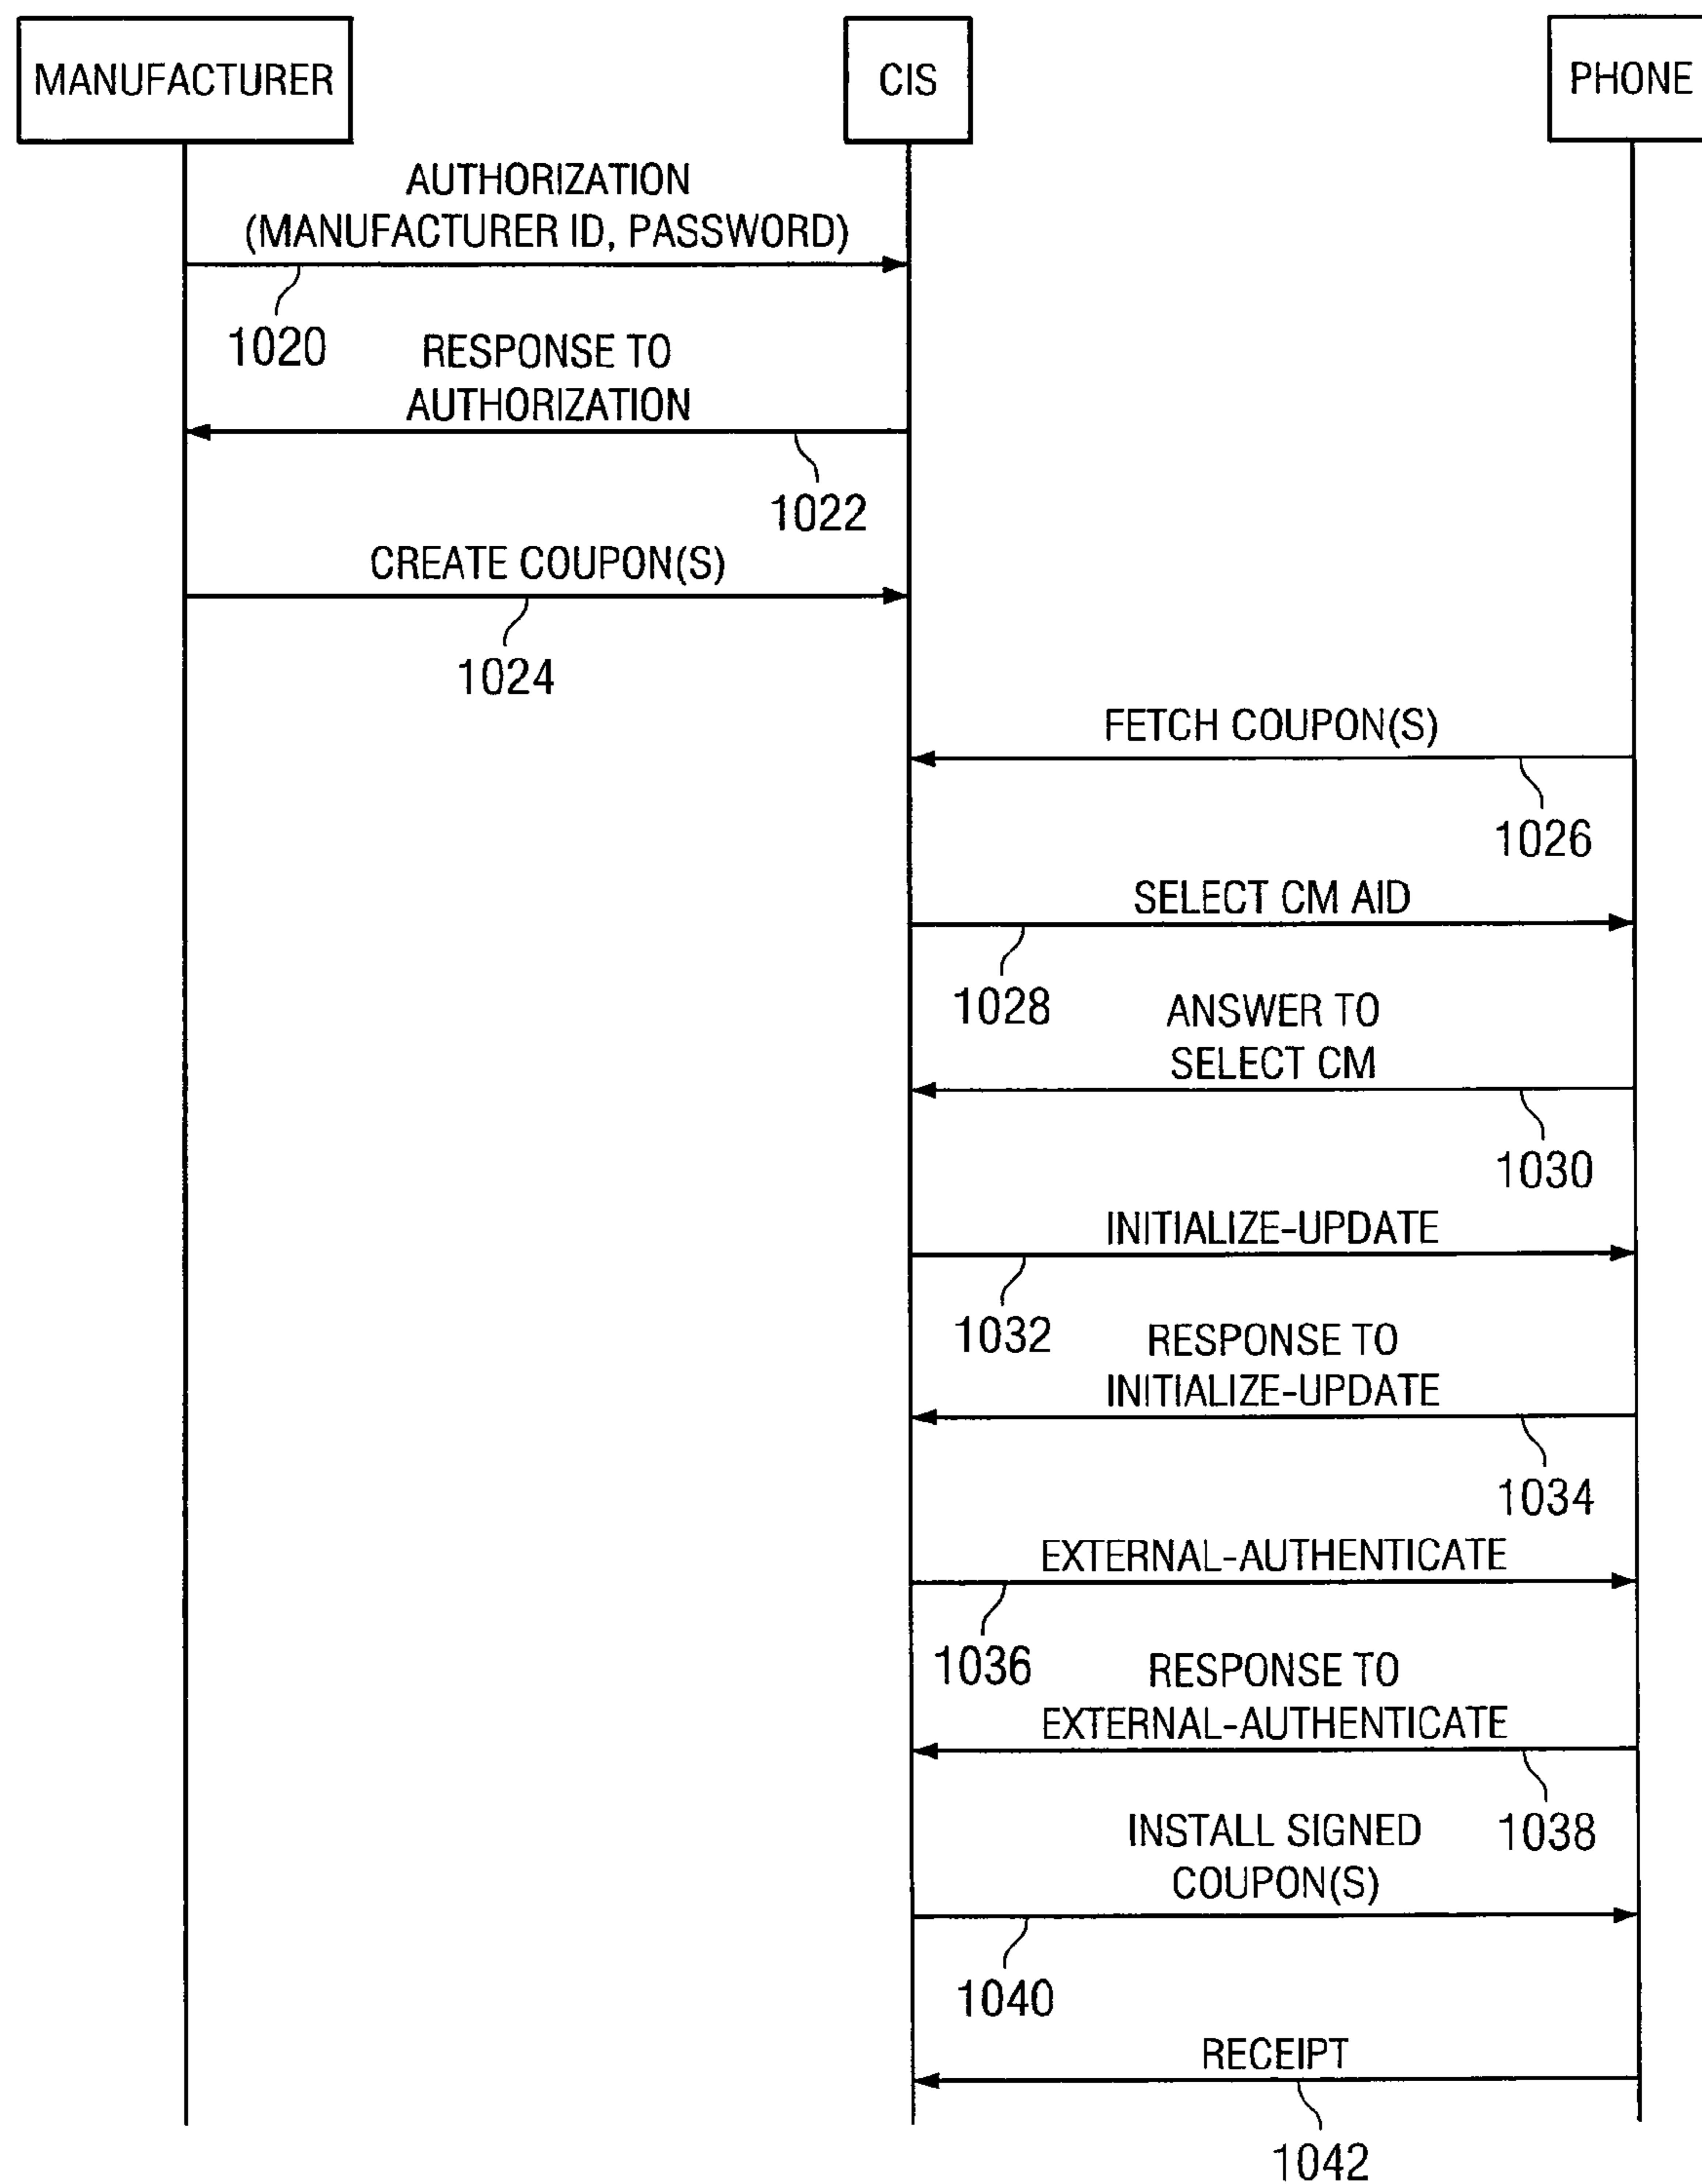 MANUFACTURER
CIS
PHONE
AUTHORIZATION
(MANUFACTURER ID, PASSWORD)
1020
RESPONSE TO
AUTHORIZATION
1022
CREATE COUPON(S)
1024
FETCH COUPON(S)
1026
SELECT CM AID
1028
ANSWER TO
SELECT CM
1030
INITIALIZE-UPDATE
1032
RESPONSE TO
INITIALIZE-UPDATE
1034
EXTERNAL-AUTHENTICATE
1036
RESPONSE TO
EXTERNAL-AUTHENTICATE
1038
INSTALL SIGNED
COUPON(S)
1040
RECEIPT
1042